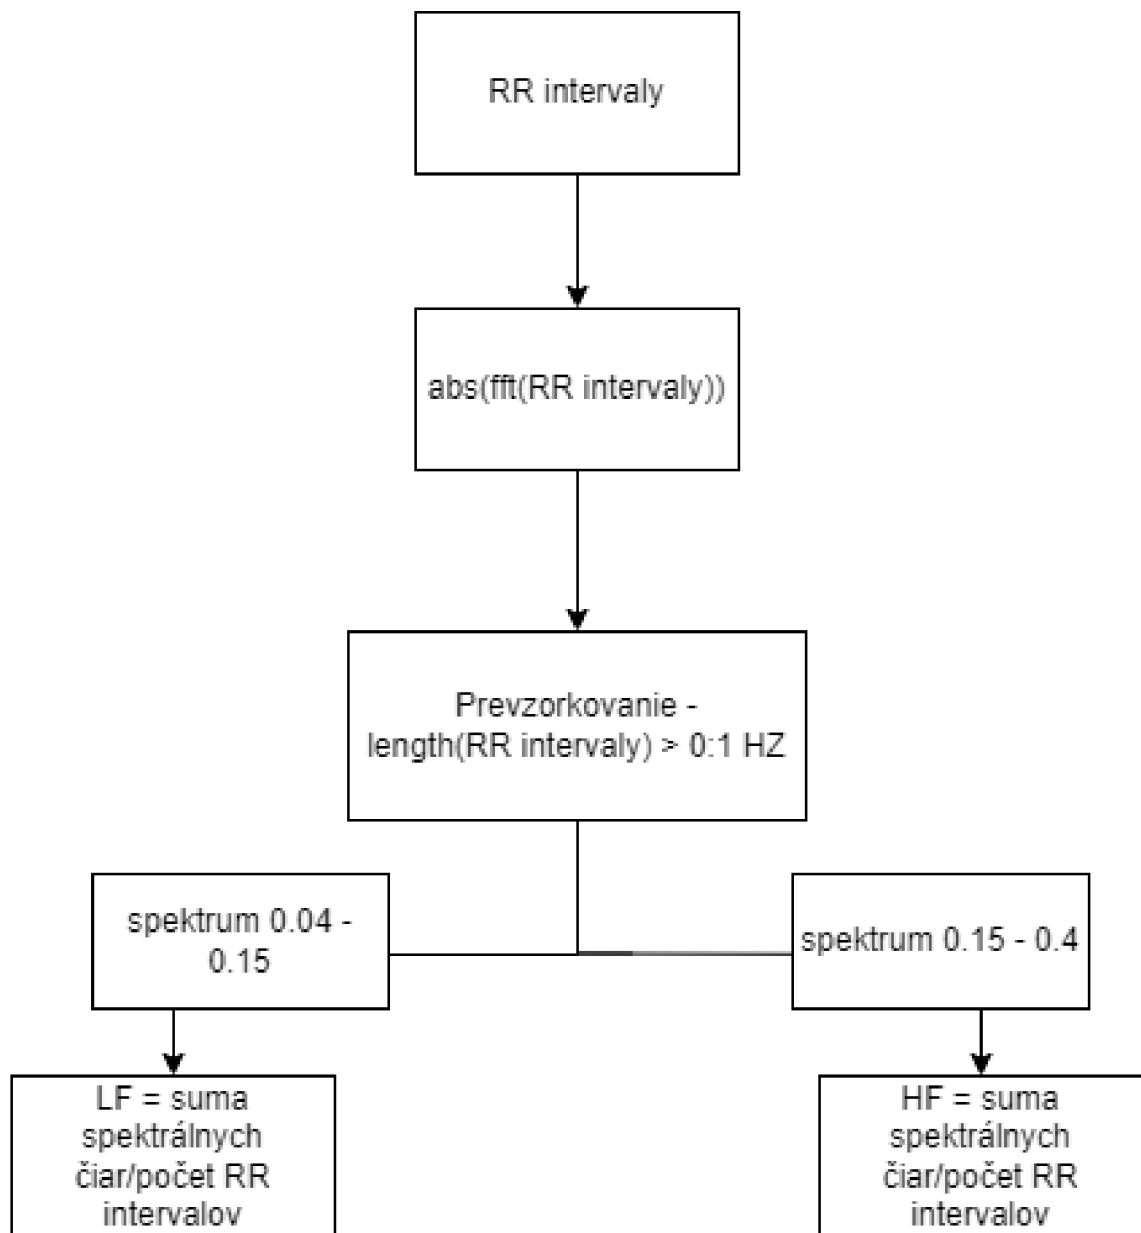 RR intervaly
abs(fft(RR intervaly))
Prevzorkovanie -
length(RR intervaly) > 0:1 HZ
spektrum 0.04 -
0.15
spektrum 0.15 - 0.4
LF = suma
spektrálnych
čiar/počet RR
intervalov
HF = suma
spektrálnych
čiar/počet RR
intervalov